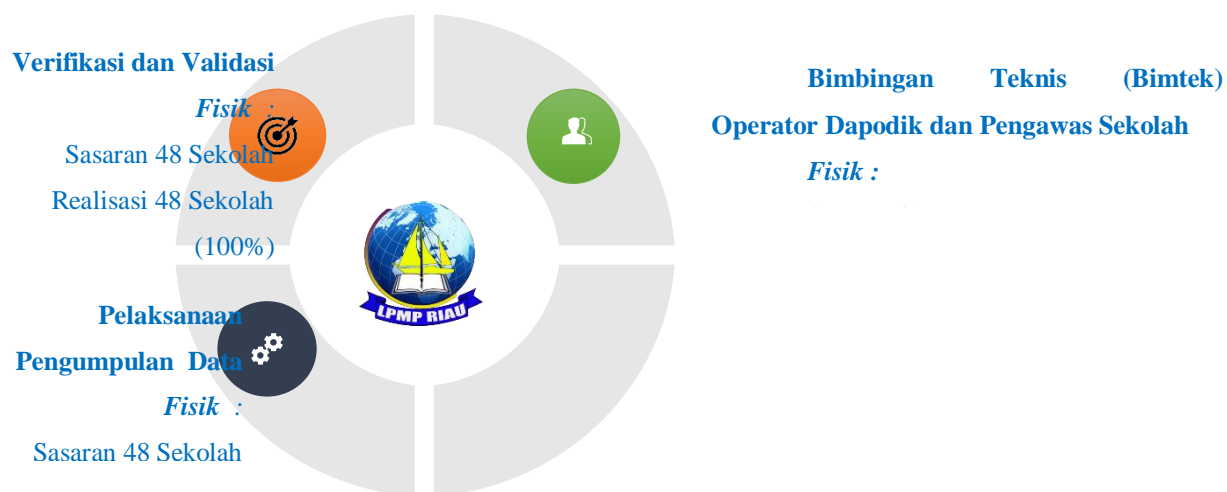 Verifikasi dan Validasi
Fisik :
Sasaran 48 Sekolah
Realisasi 48 Sekolah
(100%)
Pelaksanaan
Pengumpulan Data
Fisik :
Sasaran 48 Sekolah
Bimbingan Teknis (Bimtek)
Operator Dapodik dan Pengawas Sekolah
Fisik :
LPMP RIAU